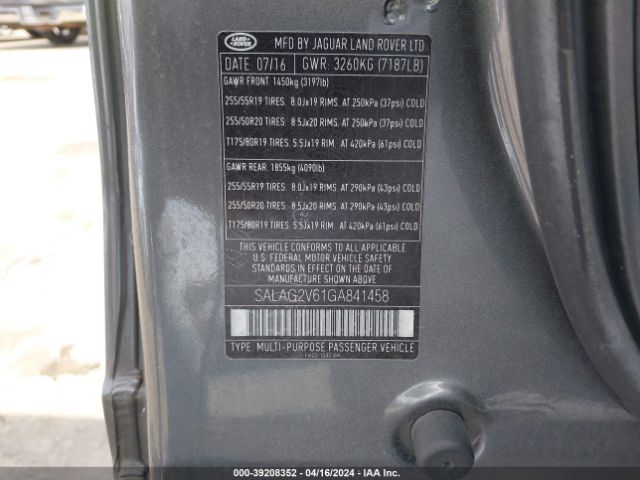 LAND ROVER
MFD BY JAGUAR LAND ROVER LTD
DATE 07/16 GWR: 3260KG (7187LB)
GAWR FRONT 1450kg (3197lb)
255/55R19 TIRES. 8.0Jx19 RIMS. AT 250kPa (37psi) COLD
255/50R20 TIRES. 8.5Jx20 RIMS. AT 250kPa (37psi) COLD
T175/80R19 TIRES. 5.5Jx19 RIM. AT 420kPa (61psi) COLD
GAWR REAR. 1855kg (4090lb)
255/55R19 TIRES. 8.0Jx19 RIMS. AT 290kPa (43psi) COLD
255/50R20 TIRES. 8.5Jx20 RIMS. AT 290kPa (43psi) COLD
T175/80R19 TIRES 5.5Jx19 RIM. AT 420kPa (61psi) COLD
THIS VEHICLE CONFORMS TO ALL APPLICABLE
U.S. FEDERAL MOTOR VEHICLE SAFETY
STANDARDS IN EFFECT ON THE DATE OF
MANUFACTURE SHOWN ABOVE.
SALAG2V61GA841458
TYPE: MULTI-PURPOSE PASSENGER VEHICLE
000-39208352 - 04/16/2024 - IAA Inc.